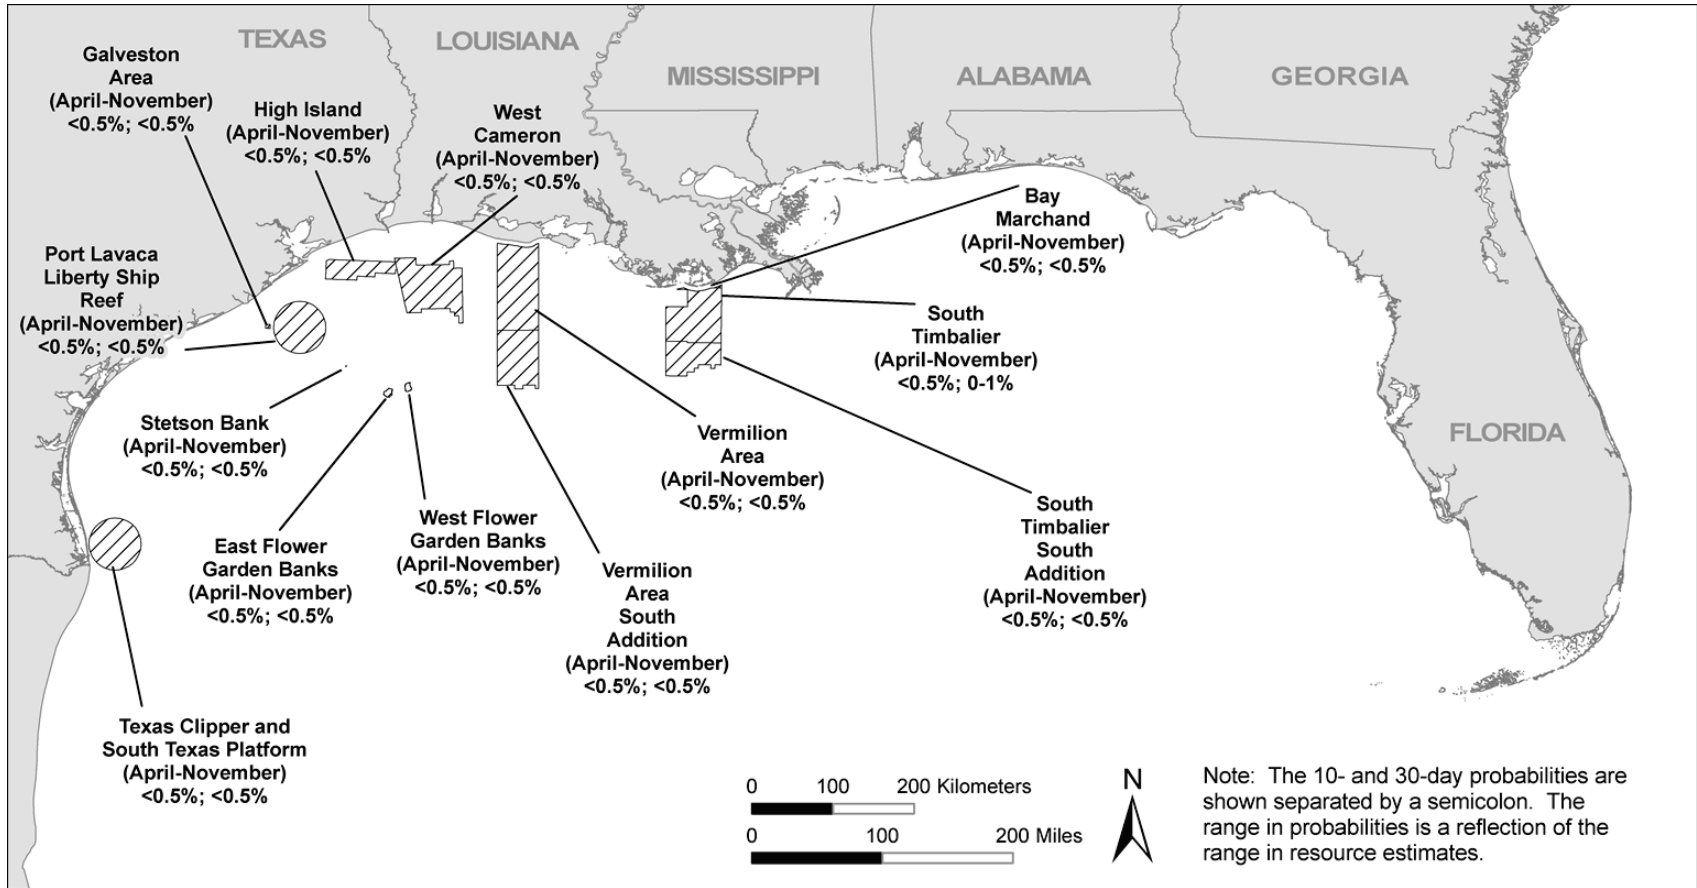 TEXAS
LOUISIANA
MISSISSIPPI
ALABAMA
GEORGIA
FLORIDA
Galveston
Area
(April-November)
<0.5%; <0.5%
High Island
(April-November)
<0.5%; <0.5%
West
Cameron
(April-November)
<0.5%; <0.5%
Bay
Marchand
(April-November)
<0.5%; <0.5%
Port Lavaca
Liberty Ship
Reef
(April-November)
<0.5%; <0.5%
South
Timbalier
(April-November)
<0.5%; 0-1%
Stetson Bank
(April-November)
<0.5%; <0.5%
Vermilion
Area
(April-November)
<0.5%; <0.5%
East Flower
Garden Banks
(April-November)
<0.5%; <0.5%
West Flower
Garden Banks
(April-November)
<0.5%; <0.5%
Vermilion
Area
South
Addition
(April-November)
<0.5%; <0.5%
South
Timbalier
South
Addition
(April-November)
<0.5%; <0.5%
Texas Clipper and
South Texas Platform
(April-November)
<0.5%; <0.5%
0 100 200 Kilometers
0 100 200 Miles
N
Note: The 10- and 30-day probabilities are
shown separated by a semicolon. The
range in probabilities is a reflection of the
range in resource estimates.